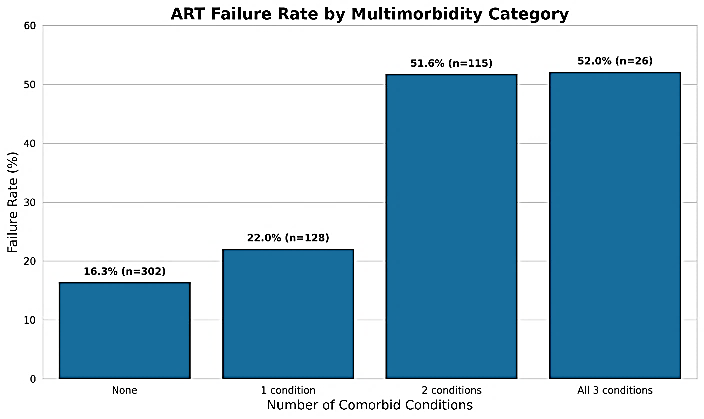 ART Failure Rate by Multimorbidity Category
Failure Rate (%)
60
50
40
30
20
10
0
16.3% (n=302)
22.0% (n=128)
51.6% (n=115)
52.0% (n=26)
None
1 condition
2 conditions
All 3 conditions
Number of Comorbid Conditions